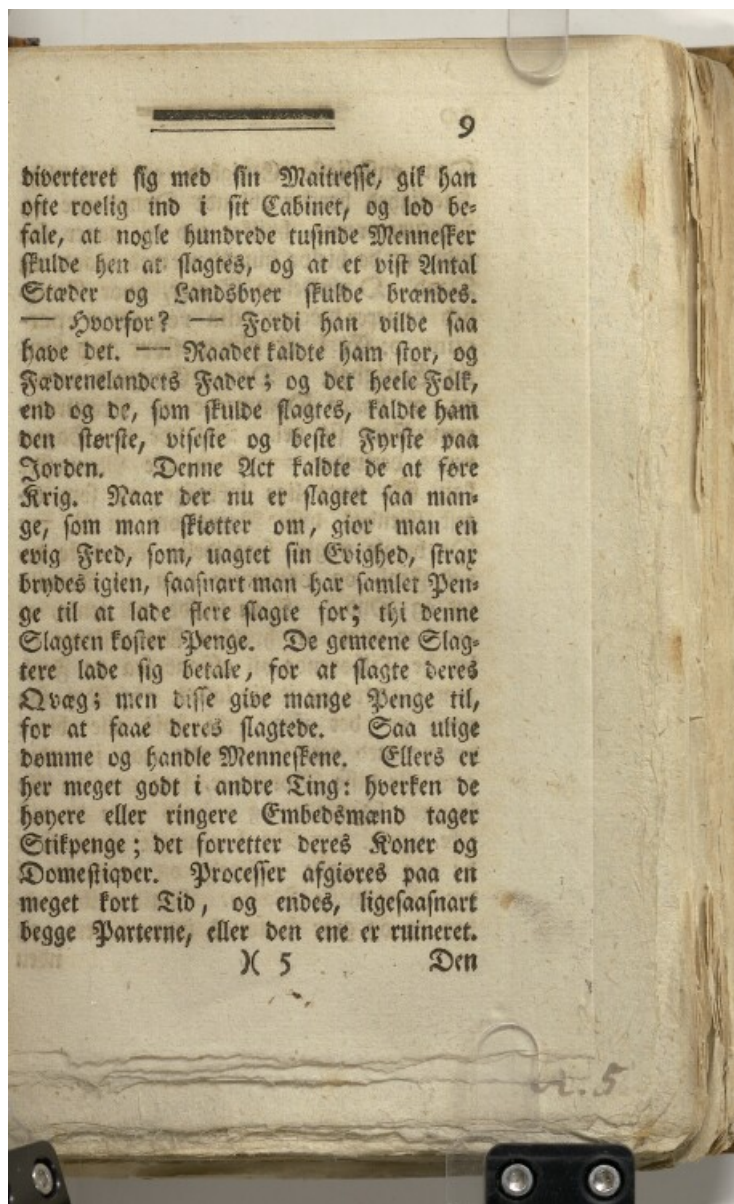 9
diverteret sig med sin Maitresse, gik han
ofte roelig ind i sit Cabinet, og lod be-
fale, at nogle hundrede tusinde Mennesker
skulde hen at slagtes, og at et vist Antal
Stæder og Landsbyer skulde brændes.
— Hvorfor? — Fordi han vilde saa
have det. — Raadet kaldte ham stor, og
Fædrenelandets Fader; og det heele Folk,
end og de, som skulde slagtes, kaldte ham
den største, viseste og beste Fyrste paa
Jorden. Denne Act kaldte de at føre
Krig. Naar der nu er slagtet saa man-
ge, som man skiøtter om, giør man en
evig Fred, som, uagtet sin Evighed, strax
brydes igien, saasnart man har samlet Pen-
ge til at lade flere slagte for; thi denne
Slagten koster Penge. De gemeene Slag-
tere lade sig betale, for at slagte deres
Qvæg; men disse give mange Penge til,
for at faae deres slagtede. Saa ulige
dømme og handle Menneskene. Ellers er
her meget godt i andre Ting: hverken de
høyere eller ringere Embedsmænd tager
Stikpenge; det forretter deres Koner og
Domestiqver. Processer afgiøres paa en
meget kort Tid, og endes, ligesaasnart
begge Parterne, eller den ene er ruineret.
)( 5 Den
A. 5